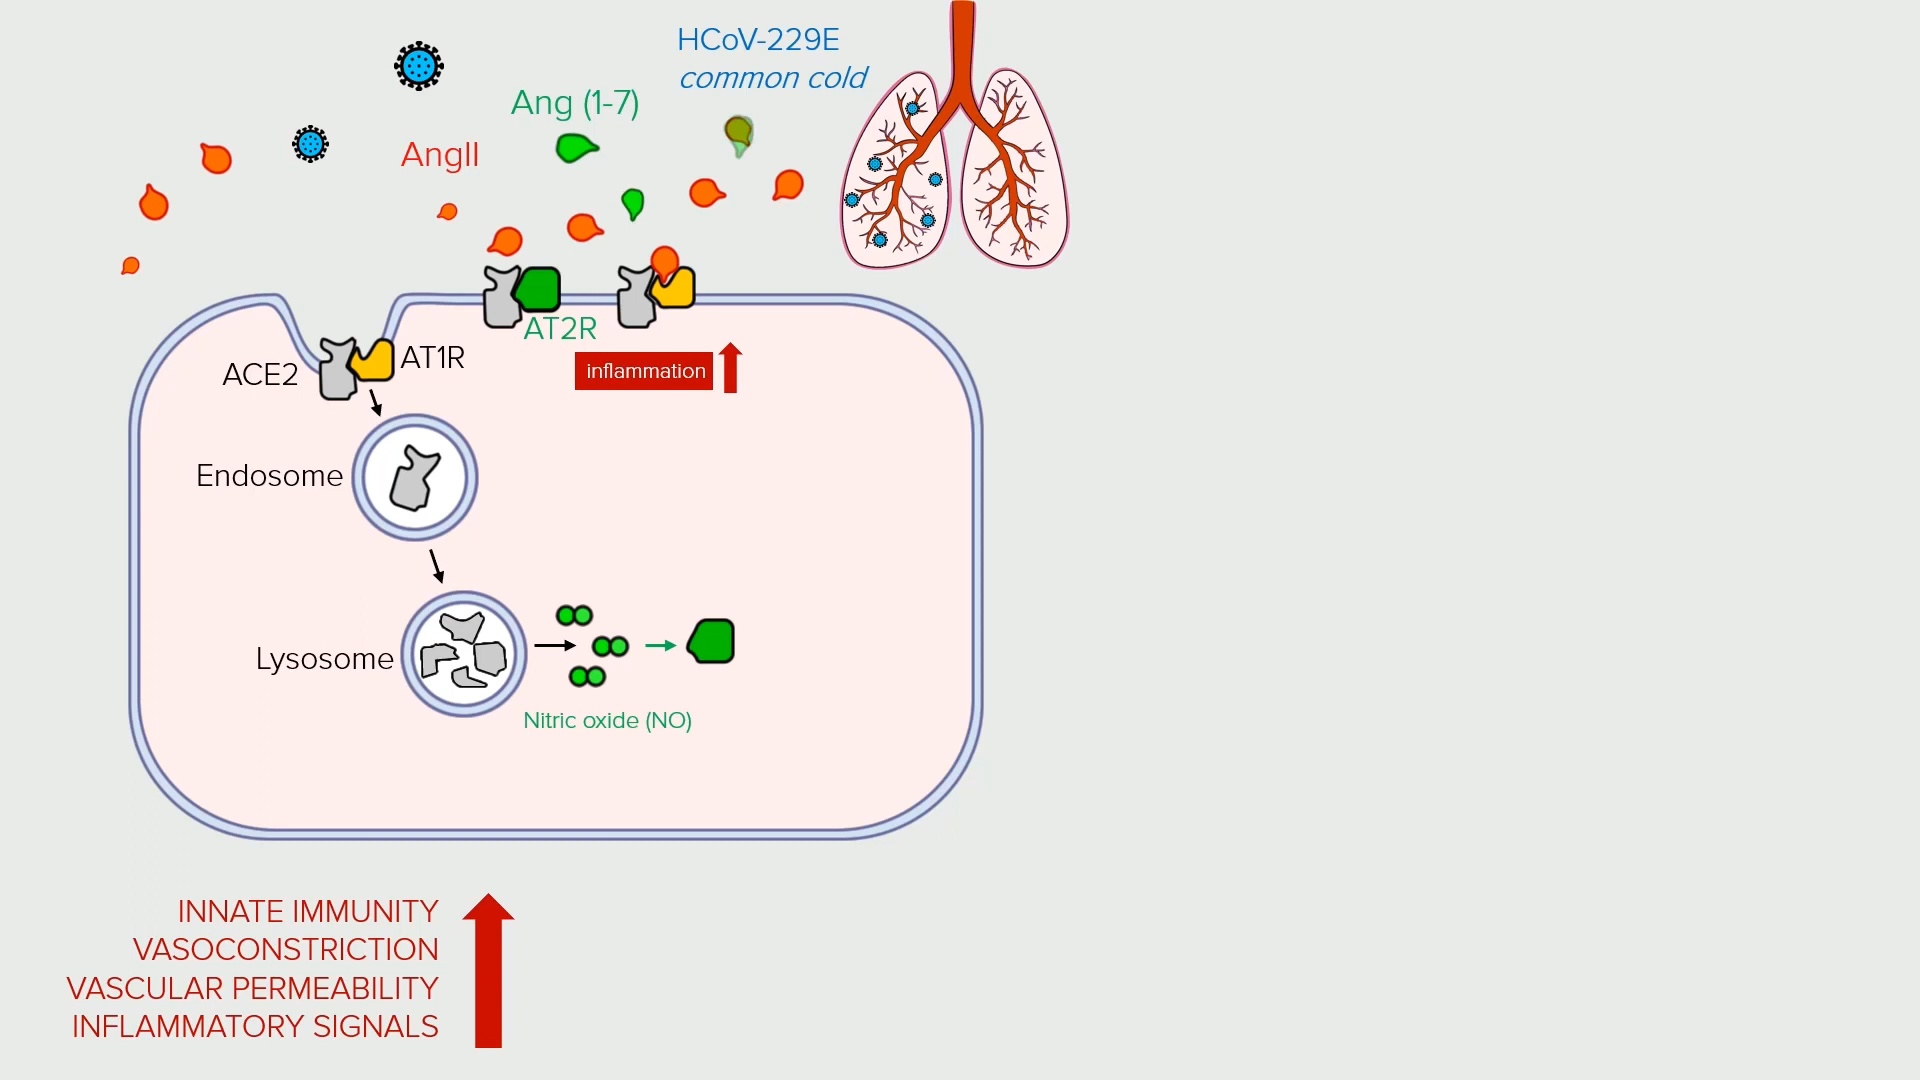 HCoV-229E
common cold
Ang (1-7)
AngII
AT2R
ACE2
AT1R
inflammation
Endosome
Lysosome
Nitric oxide (NO)
INNATE IMMUNITY
VASOCONSTRICTION
VASCULAR PERMEABILITY
INFLAMMATORY SIGNALS